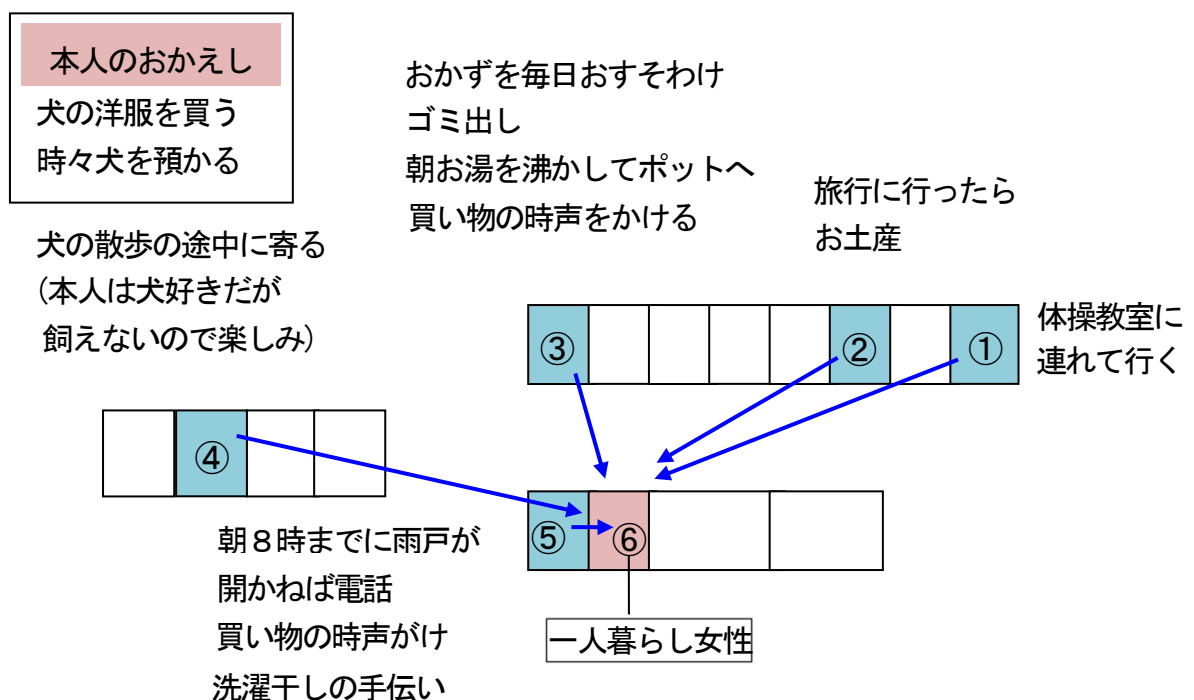 本人のおかえし
犬の洋服を買う
時々犬を預かる
おかずを毎日おすそわけ
ゴミ出し
朝お湯を沸かしてポットへ
買い物の時声をかける
旅行に行ったら
お土産
犬の散歩の途中に寄る
(本人は犬好きだが
飼えないので楽しみ)
③
②
①
体操教室に
連れて行く
④
⑤
⑥
朝8時までに雨戸が
開かねば電話
買い物の時声がけ
洗濯干しの手伝い
一人暮らし女性